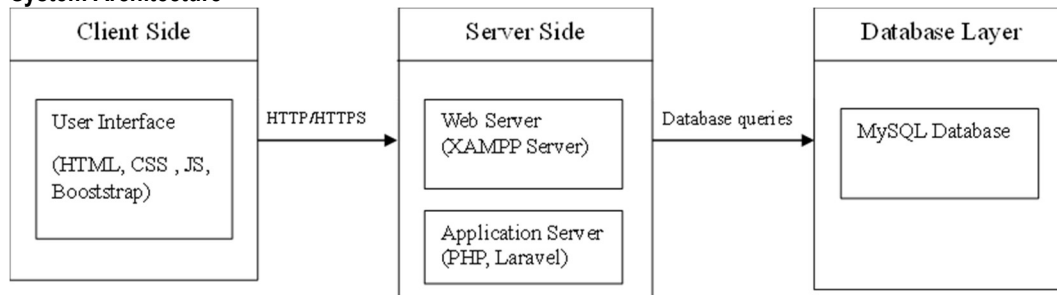 System Architecture
Client Side
User Interface
(HTML, CSS , JS,
Booststrap)
HTTP/HTTPS
Server Side
Web Server
(XAMPP Server)
Application Server
(PHP, Laravel)
Database queries
Database Layer
MySQL Database